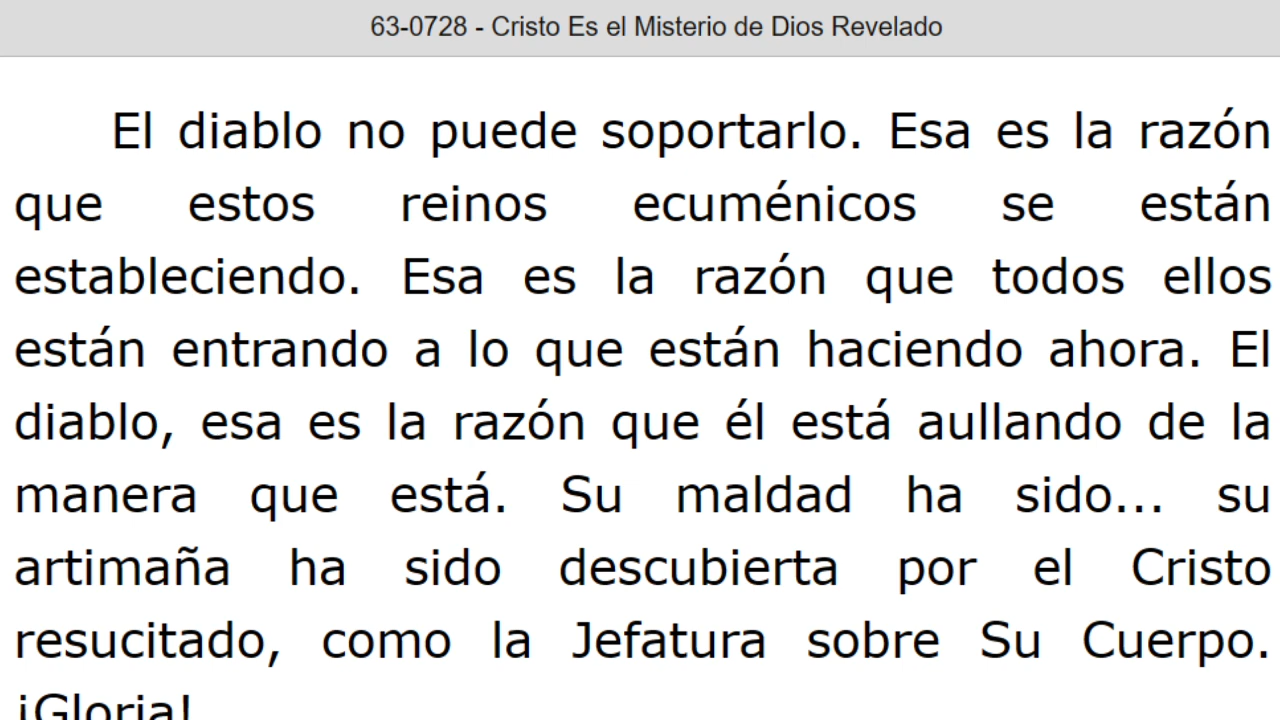 63-0728 - Cristo Es el Misterio de Dios Revelado
El diablo no puede soportarlo. Esa es la razón
que estos reinos ecuménicos se están
estableciendo. Esa es la razón que todos ellos
están entrando a lo que están haciendo ahora. El
diablo, esa es la razón que él está aullando de la
manera que está. Su maldad ha sido... su
artimaña ha sido descubierta por el Cristo
resucitado, como la Jefatura sobre Su Cuerpo.
¡Gloria!